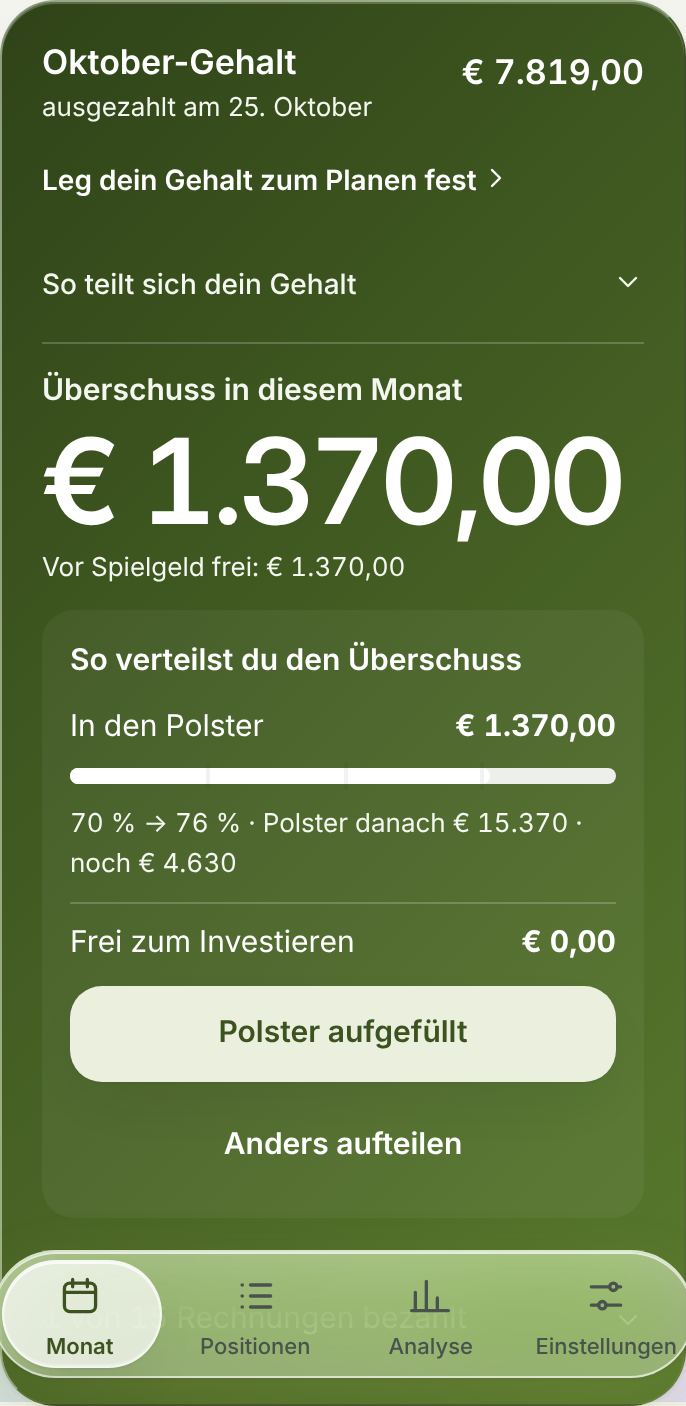 Oktober-Gehalt
€ 7.819,00
ausgezahlt am 25. Oktober
Leg dein Gehalt zum Planen fest
So teilt sich dein Gehalt
Überschuss in diesem Monat
€ 1.370,00
Vor Spielgeld frei: € 1.370,00
So verteilst du den Überschuss
In den Polster
€ 1.370,00
70 % → 76 % · Polster danach € 15.370 ·
noch € 4.630
Frei zum Investieren
€ 0,00
Polster aufgefüllt
Anders aufteilen
von
Rechnungen bezahlt
Monat
Positionen
Analyse
Einstellungen